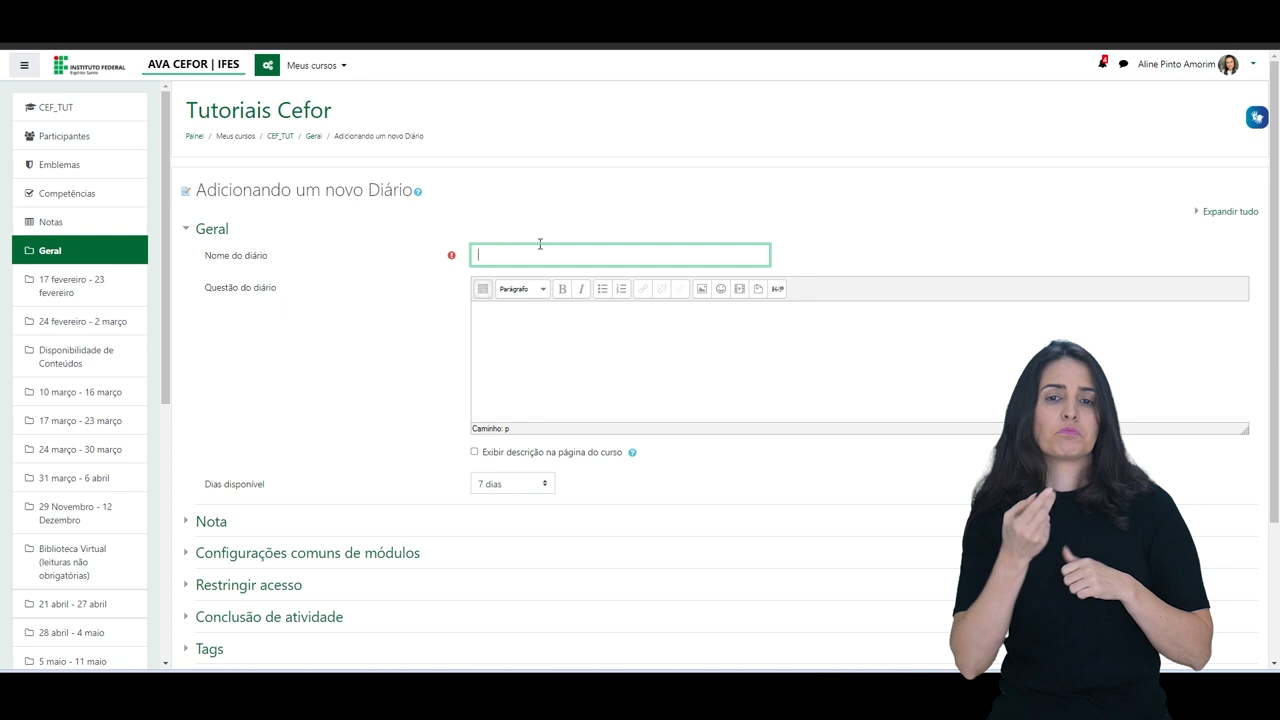 INSTITUTO FEDERAL
Espírito Santo
AVA CEFOR | IFES
Meus cursos
Aline Pinto Amorim
CEF_TUT
Participantes
Emblemas
Competências
Notas
Geral
17 fevereiro - 23
fevereiro
24 fevereiro - 2 março
Disponibilidade de
Conteúdos
10 março - 16 março
17 março - 23 março
24 março - 30 março
31 março - 6 abril
29 Novembro - 12
Dezembro
Biblioteca Virtual
(leituras não
obrigatórias)
21 abril - 27 abril
28 abril - 4 maio
5 maio - 11 maio
Tutoriais Cefor
Painel / Meus cursos / CEF_TUT / Geral / Adicionando um novo Diário
Adicionando um novo Diário
Expandir tudo
Geral
Nome do diário
Questão do diário
Parágrafo
B I
H-P
Caminho: p
Exibir descrição na página do curso
Dias disponível
7 dias
Nota
Configurações comuns de módulos
Restringir acesso
Conclusão de atividade
Tags